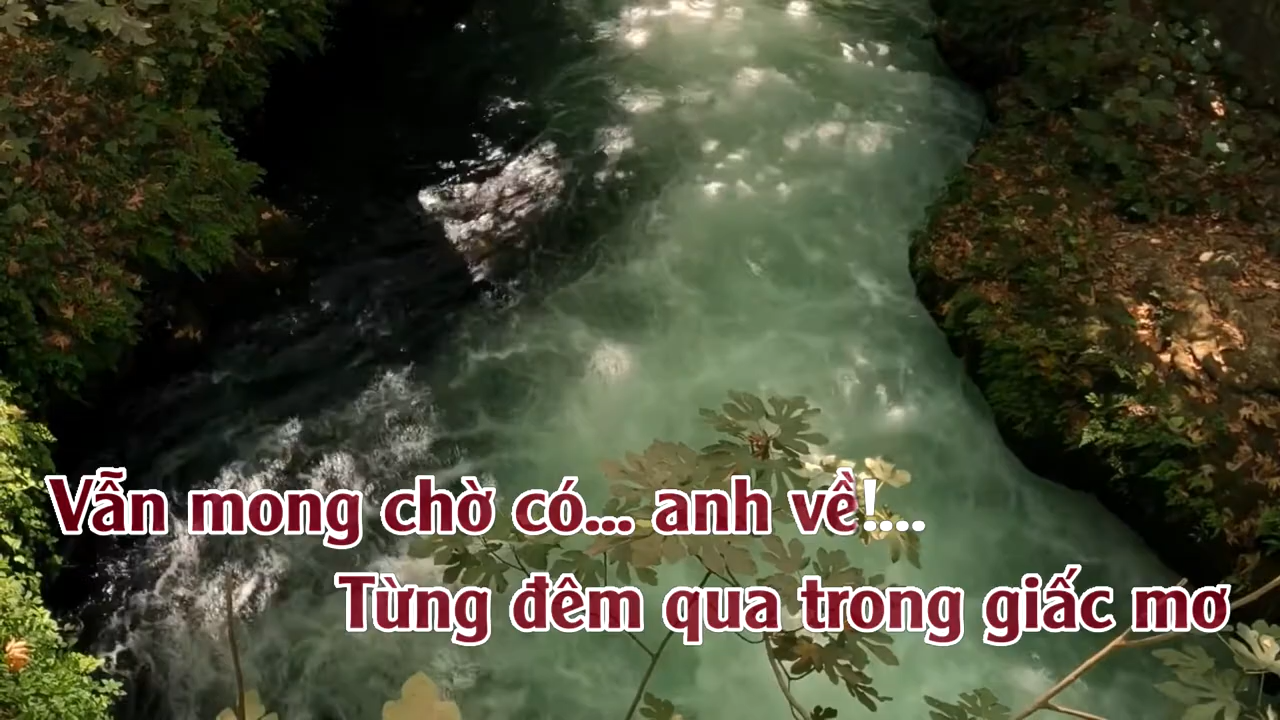 Vẫn mong chờ có... anh về!...
Từng đêm qua trong giấc mơ